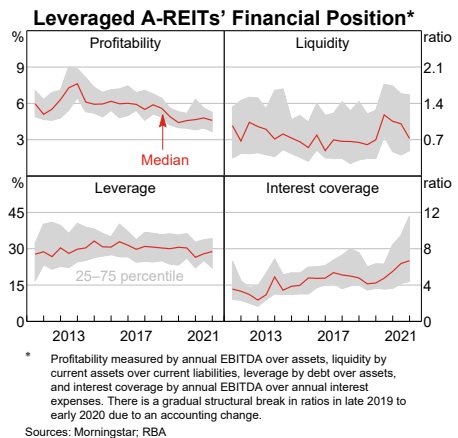 Leveraged A-REITs’ Financial Position*
% Profitability Liquidity ratio
9 2.1
6 1.4
3 0.7
Median
% Leverage Interest coverage ratio
45 12
30 8
25–75 percentile
15 4
0 0
2013 2017 2021 2013 2017 2021
* Profitability measured by annual EBITDA over assets, liquidity by
current assets over current liabilities, leverage by debt over assets,
and interest coverage by annual EBITDA over annual interest
expenses. There is a gradual structural break in ratios in late 2019 to
early 2020 due to an accounting change.
Sources: Morningstar; RBA